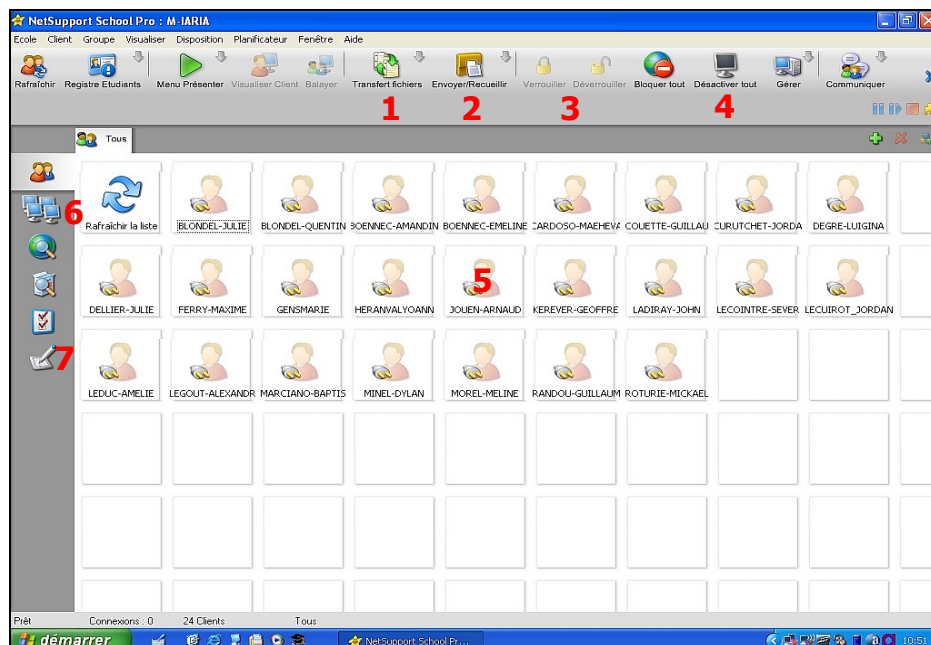 NetSupport School Pro : M-IARIA
Ecole Client Groupe Visualiser Disposition Planificateur Fenêtre Aide
Rafraîchir Registre Etudiants Menu Présenter Visualiser Client Balayer Transfert fichiers Envoyer/Recueillir Verrouiller Déverrouiller Bloquer tout Désactiver tout Gérer Communiquer
1 2 3 4
Tous
6
Rafraîchir la liste BLONDEL-JULIE BLONDEL-QUENTIN BOENNEC-AMANDIN BOENNEC-EMELINE CARDOSO-MAEHEVA COUETTE-GUILLAU CURUTCHET-JORDA DEGRE-LUIGINA
5
DELLIER-JULIE FERRY-MAXIME GENSMARIE HERANVALYOANN JOUEN-ARNAUD KEREVER-GEOFFRE LADIRAY-JOHN LECOINTRE-SEVER LECUIROT_JORDAN
7
LEDUC-AMELIE LEGOUT-ALEXANDR MARCIANO-BAPTIS MINEL-DYLAN MOREL-MELINE RANDOU-GUILLAUM ROTURIE-MICKAEL
Prêt Connexions : 0 24 Clients Tous
démarrer NetSupport School Pr... 10:51